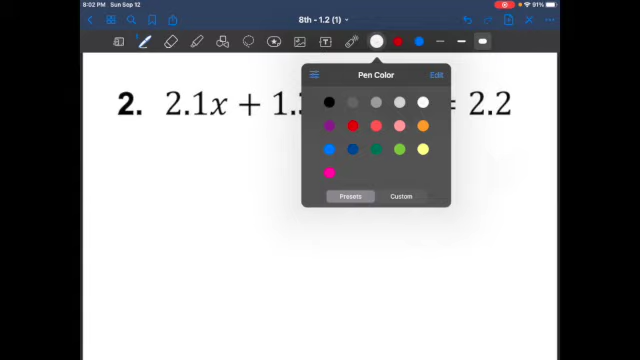 8:02 PM Sun Sep 12
91%
8th - 1.2 (1)
Pen Color
Edit
2. 2.1x + 1. = 2.2
Presets
Custom